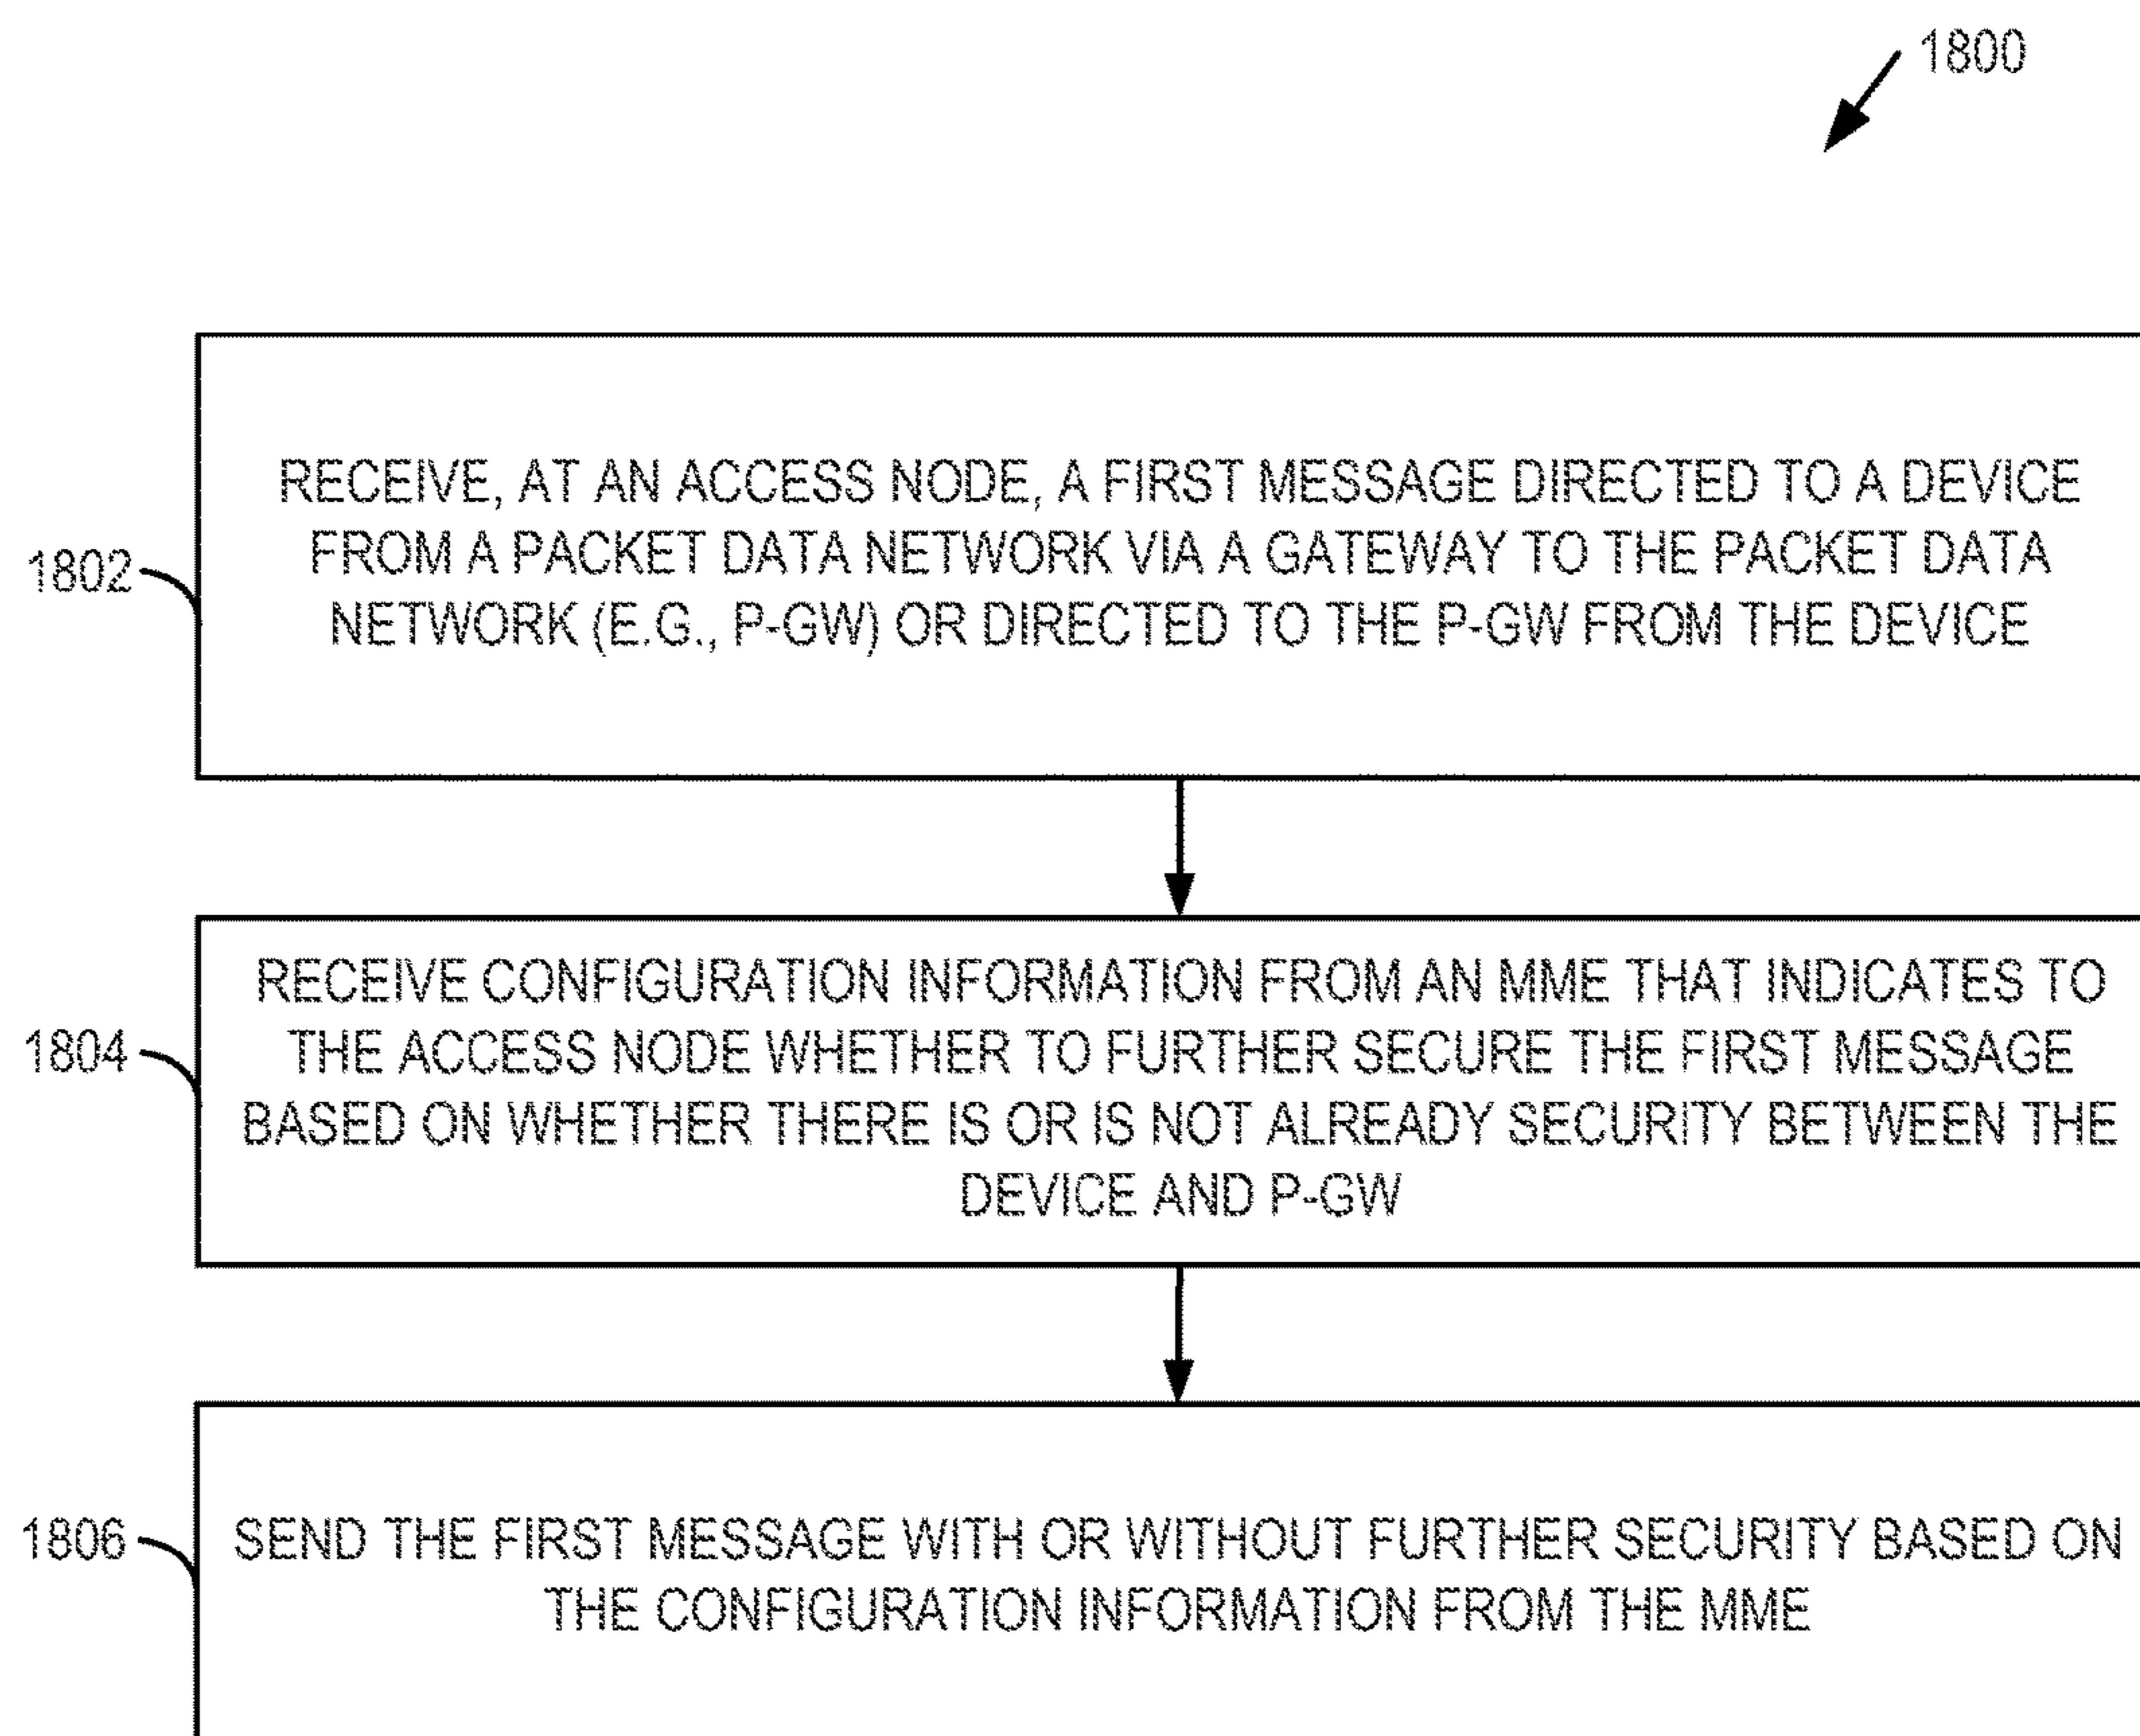 1800
RECEIVE, AT AN ACCESS NODE, A FIRST MESSAGE DIRECTED TO A DEVICE
FROM A PACKET DATA NETWORK VIA A GATEWAY TO THE PACKET DATA
NETWORK (E.G., P-GW) OR DIRECTED TO THE P-GW FROM THE DEVICE
1802
RECEIVE CONFIGURATION INFORMATION FROM AN MME THAT INDICATES TO
THE ACCESS NODE WHETHER TO FURTHER SECURE THE FIRST MESSAGE
BASED ON WHETHER THERE IS OR IS NOT ALREADY SECURITY BETWEEN THE
DEVICE AND P-GW
1804
SEND THE FIRST MESSAGE WITH OR WITHOUT FURTHER SECURITY BASED ON
THE CONFIGURATION INFORMATION FROM THE MME
1806